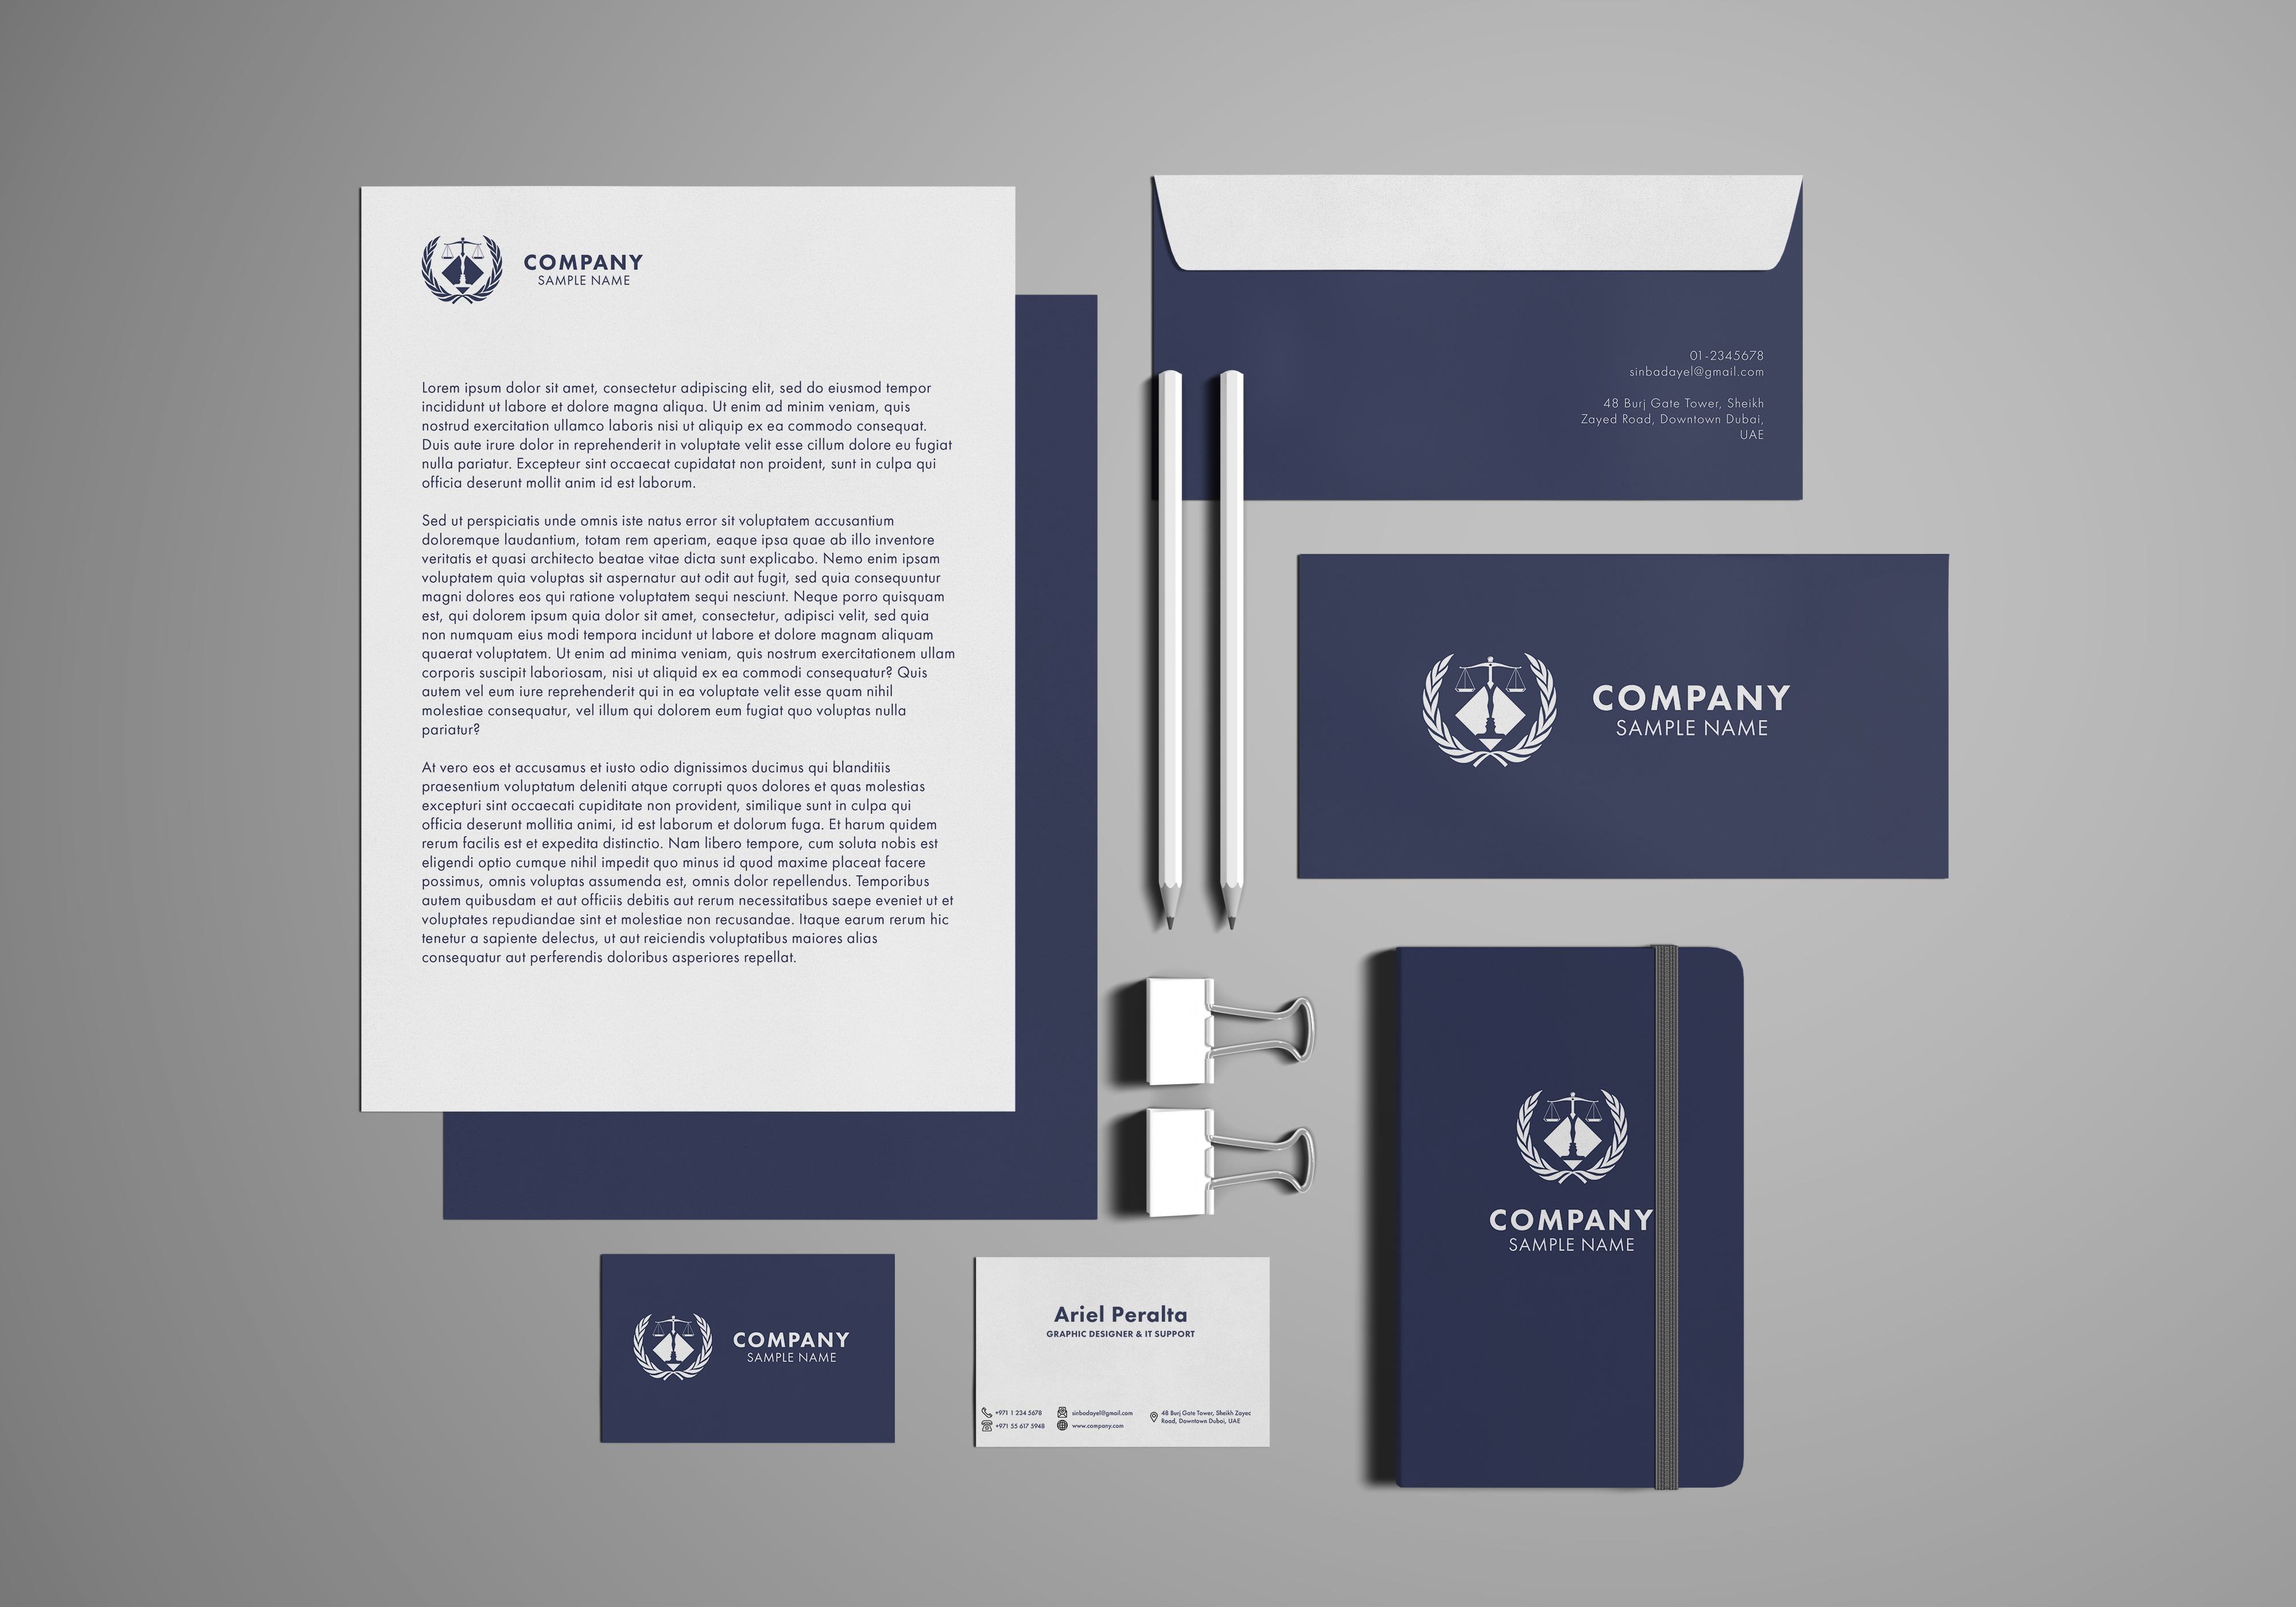 COMPANY
SAMPLE NAME
Lorem ipsum dolor sit amet, consectetur adipiscing elit, sed do eiusmod tempor
incididunt ut labore et dolore magna aliqua. Ut enim ad minim veniam, quis
nostrud exercitation ullamco laboris nisi ut aliquip ex ea commodo consequat.
Duis aute irure dolor in reprehenderit in voluptate velit esse cillum dolore eu fugiat
nulla pariatur. Excepteur sint occaecat cupidatat non proident, sunt in culpa qui
officia deserunt mollit anim id est laborum.
Sed ut perspiciatis unde omnis iste natus error sit voluptatem accusantium
doloremque laudantium, totam rem aperiam, eaque ipsa quae ab illo inventore
veritatis et quasi architecto beatae vitae dicta sunt explicabo. Nemo enim ipsam
voluptatem quia voluptas sit aspernatur aut odit aut fugit, sed quia consequuntur
magni dolores eos qui ratione voluptatem sequi nesciunt. Neque porro quisquam
est, qui dolorem ipsum quia dolor sit amet, consectetur, adipisci velit, sed quia
non numquam eius modi tempora incidunt ut labore et dolore magnam aliquam
quaerat voluptatem. Ut enim ad minima veniam, quis nostrum exercitationem ullam
corporis suscipit laboriosam, nisi ut aliquid ex ea commodi consequatur? Quis
autem vel eum iure reprehenderit qui in ea voluptate velit esse quam nihil
molestiae consequatur, vel illum qui dolorem eum fugiat quo voluptas nulla
pariatur?
At vero eos et accusamus et iusto odio dignissimos ducimus qui blanditiis
praesentium voluptatum deleniti atque corrupti quos dolores et quas molestias
excepturi sint occaecati cupiditate non provident, similique sunt in culpa qui
officia deserunt mollitia animi, id est laborum et dolorum fuga. Et harum quidem
rerum facilis est et expedita distinctio. Nam libero tempore, cum soluta nobis est
eligendi optio cumque nihil impedit quo minus id quod maxime placeat facere
possimus, omnis voluptas assumenda est, omnis dolor repellendus. Temporibus
autem quibusdam et aut officiis debitis aut rerum necessitatibus saepe eveniet ut et
voluptates repudiandae sint et molestiae non recusandae. Itaque earum rerum hic
tenetur a sapiente delectus, ut aut reiciendis voluptatibus maiores alias
consequatur aut perferendis doloribus asperiores repellat.
01-2345678
sinbadayel@gmail.com
48 Burj Gate Tower, Sheikh
Zayed Road, Downtown Dubai,
UAE
COMPANY
SAMPLE NAME
COMPANY
SAMPLE NAME
COMPANY
SAMPLE NAME
Ariel Peralta
GRAPHIC DESIGNER & IT SUPPORT
+971 1 234 5678
+971 55 617 5948
sinbadayel@gmail.com
www.company.com
48 Burj Gate Tower, Sheikh Zayec
Road, Downtown Dubai, UAE